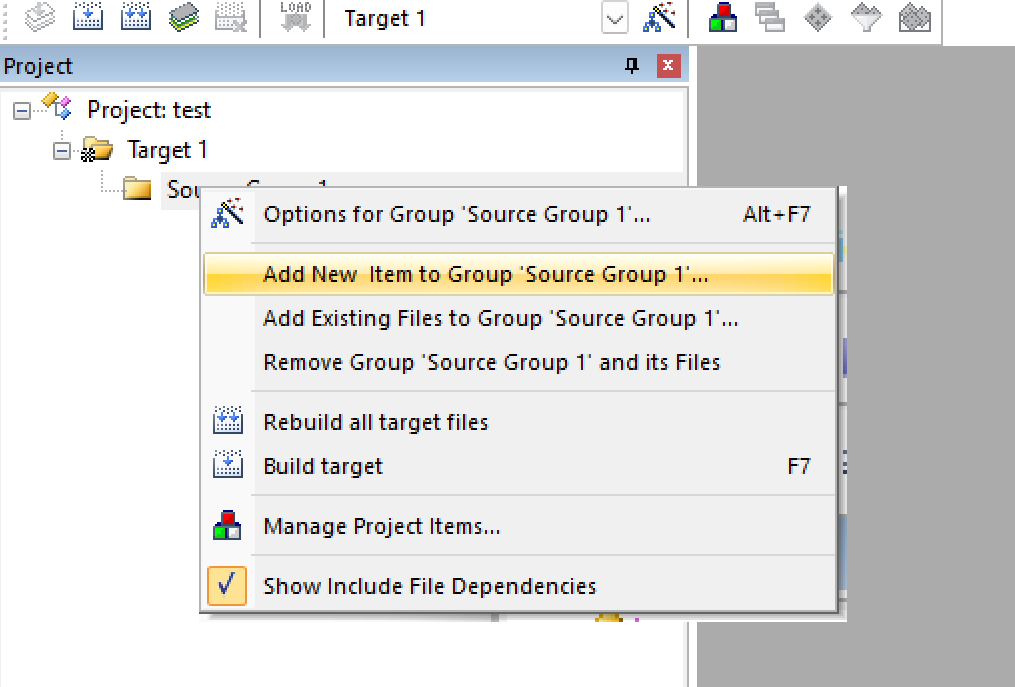 LOAD
Target 1
Project
Project: test
Target 1
Options for Group 'Source Group 1'... Alt+F7
Add New  Item to Group 'Source Group 1'...
Add Existing Files to Group 'Source Group 1'...
Remove Group 'Source Group 1' and its Files
Rebuild all target files
Build target F7
Manage Project Items...
Show Include File Dependencies